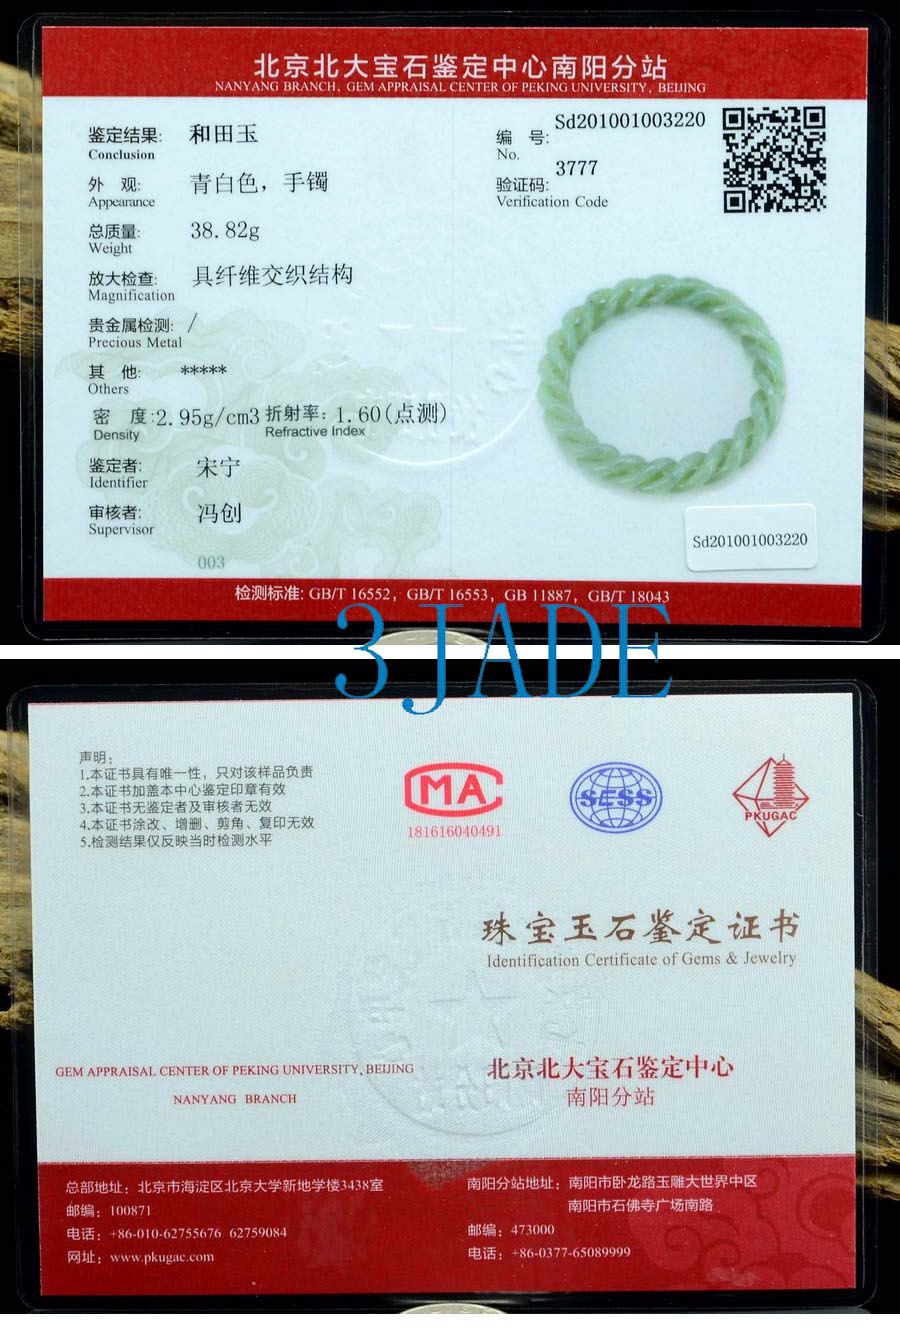 北京北大宝石鉴定中心南阳分站
NANYANG BRANCH, GEM APPRAISAL CENTER OF PEKING UNIVERSITY, BEIJING
鉴定结果: 和田玉
Conclusion
外 观: 青白色, 手镯
Appearance
总质量: 38.82g
Weight
放大检查: 具纤维交织结构
Magnification
贵金属检测: /
Precious Metal
其 他: *****
Others
密 度:2.95g/cm3 折射率: 1.60(点测)
Density Refractive Index
鉴定者: 宋宁
Identifier
审核者: 冯创
Supervisor
003
编 号: Sd201001003220
No.
验证码: 3777
Verification Code
Sd201001003220
检测标准: GB/T 16552, GB/T 16553, GB 11887, GB/T 18043
3 JADE
声明:
1.本证书具有唯一性, 只对该样品负责
2.本证书加盖本中心鉴定印章有效
3.本证书无鉴定者及审核者无效
4.本证书涂改、增删、剪角、复印无效
5.检测结果仅反映当时检测水平
CMA
181616040491
SESS
PKUGAC
珠宝玉石鉴定证书
Identification Certificate of Gems & Jewelry
GEM APPRAISAL CENTER OF PEKING UNIVERSITY, BEIJING
NANYANG BRANCH
北京北大宝石鉴定中心
南阳分站
总部地址: 北京市海淀区北京大学新地学楼3438室
邮编: 100871
电话: +86-010-62755676 62759084
网址: www.pkugac.com
南阳分站地址: 南阳市卧龙路玉雕大世界中区
南阳市石佛寺广场南路
邮编: 473000
电话: +86-0377-65089999